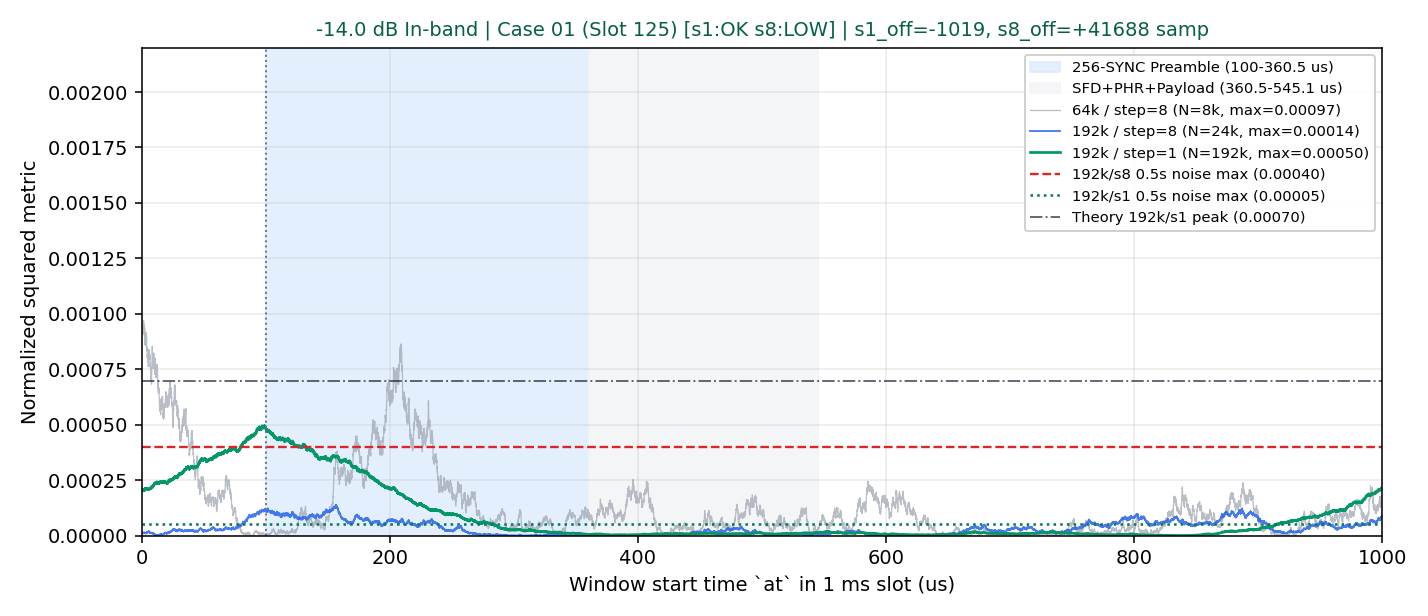 -14.0 dB In-band | Case 01 (Slot 125) [s1:OK s8:LOW] | s1_off=-1019, s8_off=+41688 samp
Normalized squared metric
0.00200
0.00175
0.00150
0.00125
0.00100
0.00075
0.00050
0.00025
0.00000
256-SYNC Preamble (100-360.5 us)
SFD+PHR+Payload (360.5-545.1 us)
64k / step=8 (N=8k, max=0.00097)
192k / step=8 (N=24k, max=0.00014)
192k / step=1 (N=192k, max=0.00050)
192k/s8 0.5s noise max (0.00040)
192k/s1 0.5s noise max (0.00005)
Theory 192k/s1 peak (0.00070)
0 200 400 600 800 1000
Window start time `at` in 1 ms slot (us)